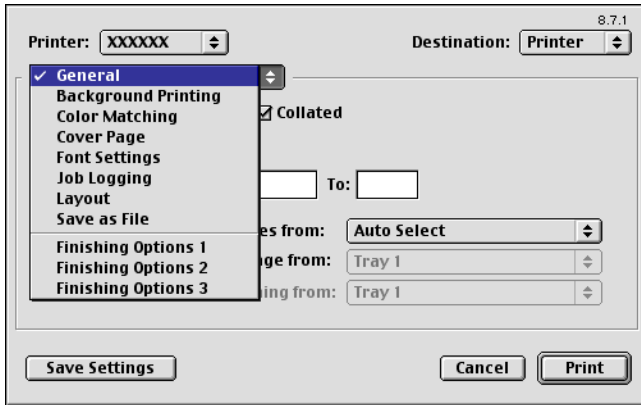 8.7.1
Printer: XXXXXX Destination: Printer
✓ General
Background Printing
Color Matching
Collated
Cover Page
Font Settings
Job Logging
To:
Layout
Save as File
es from: Auto Select
Finishing Options 1
ge from: Tray 1
Finishing Options 2
Finishing Options 3
ing from: Tray 1
Save Settings Cancel Print